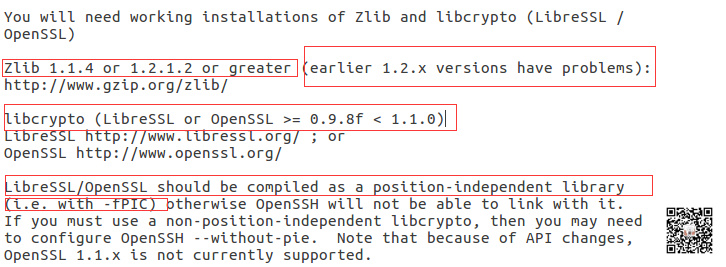 You will need working installations of Zlib and libcrypto (LibreSSL /
OpenSSL)
Zlib 1.1.4 or 1.2.1.2 or greater (earlier 1.2.x versions have problems):
http://www.gzip.org/zlib/
libcrypto (LibreSSL or OpenSSL >= 0.9.8f < 1.1.0)
LibreSSL http://www.libressl.org/ ; or
OpenSSL http://www.openssl.org/
LibreSSL/OpenSSL should be compiled as a position-independent library
(i.e. with -fPIC) otherwise OpenSSH will not be able to link with it.
If you must use a non-position-independent libcrypto, then you may need
to configure OpenSSH --without-pie.  Note that because of API changes,
OpenSSL 1.1.x is not currently supported.